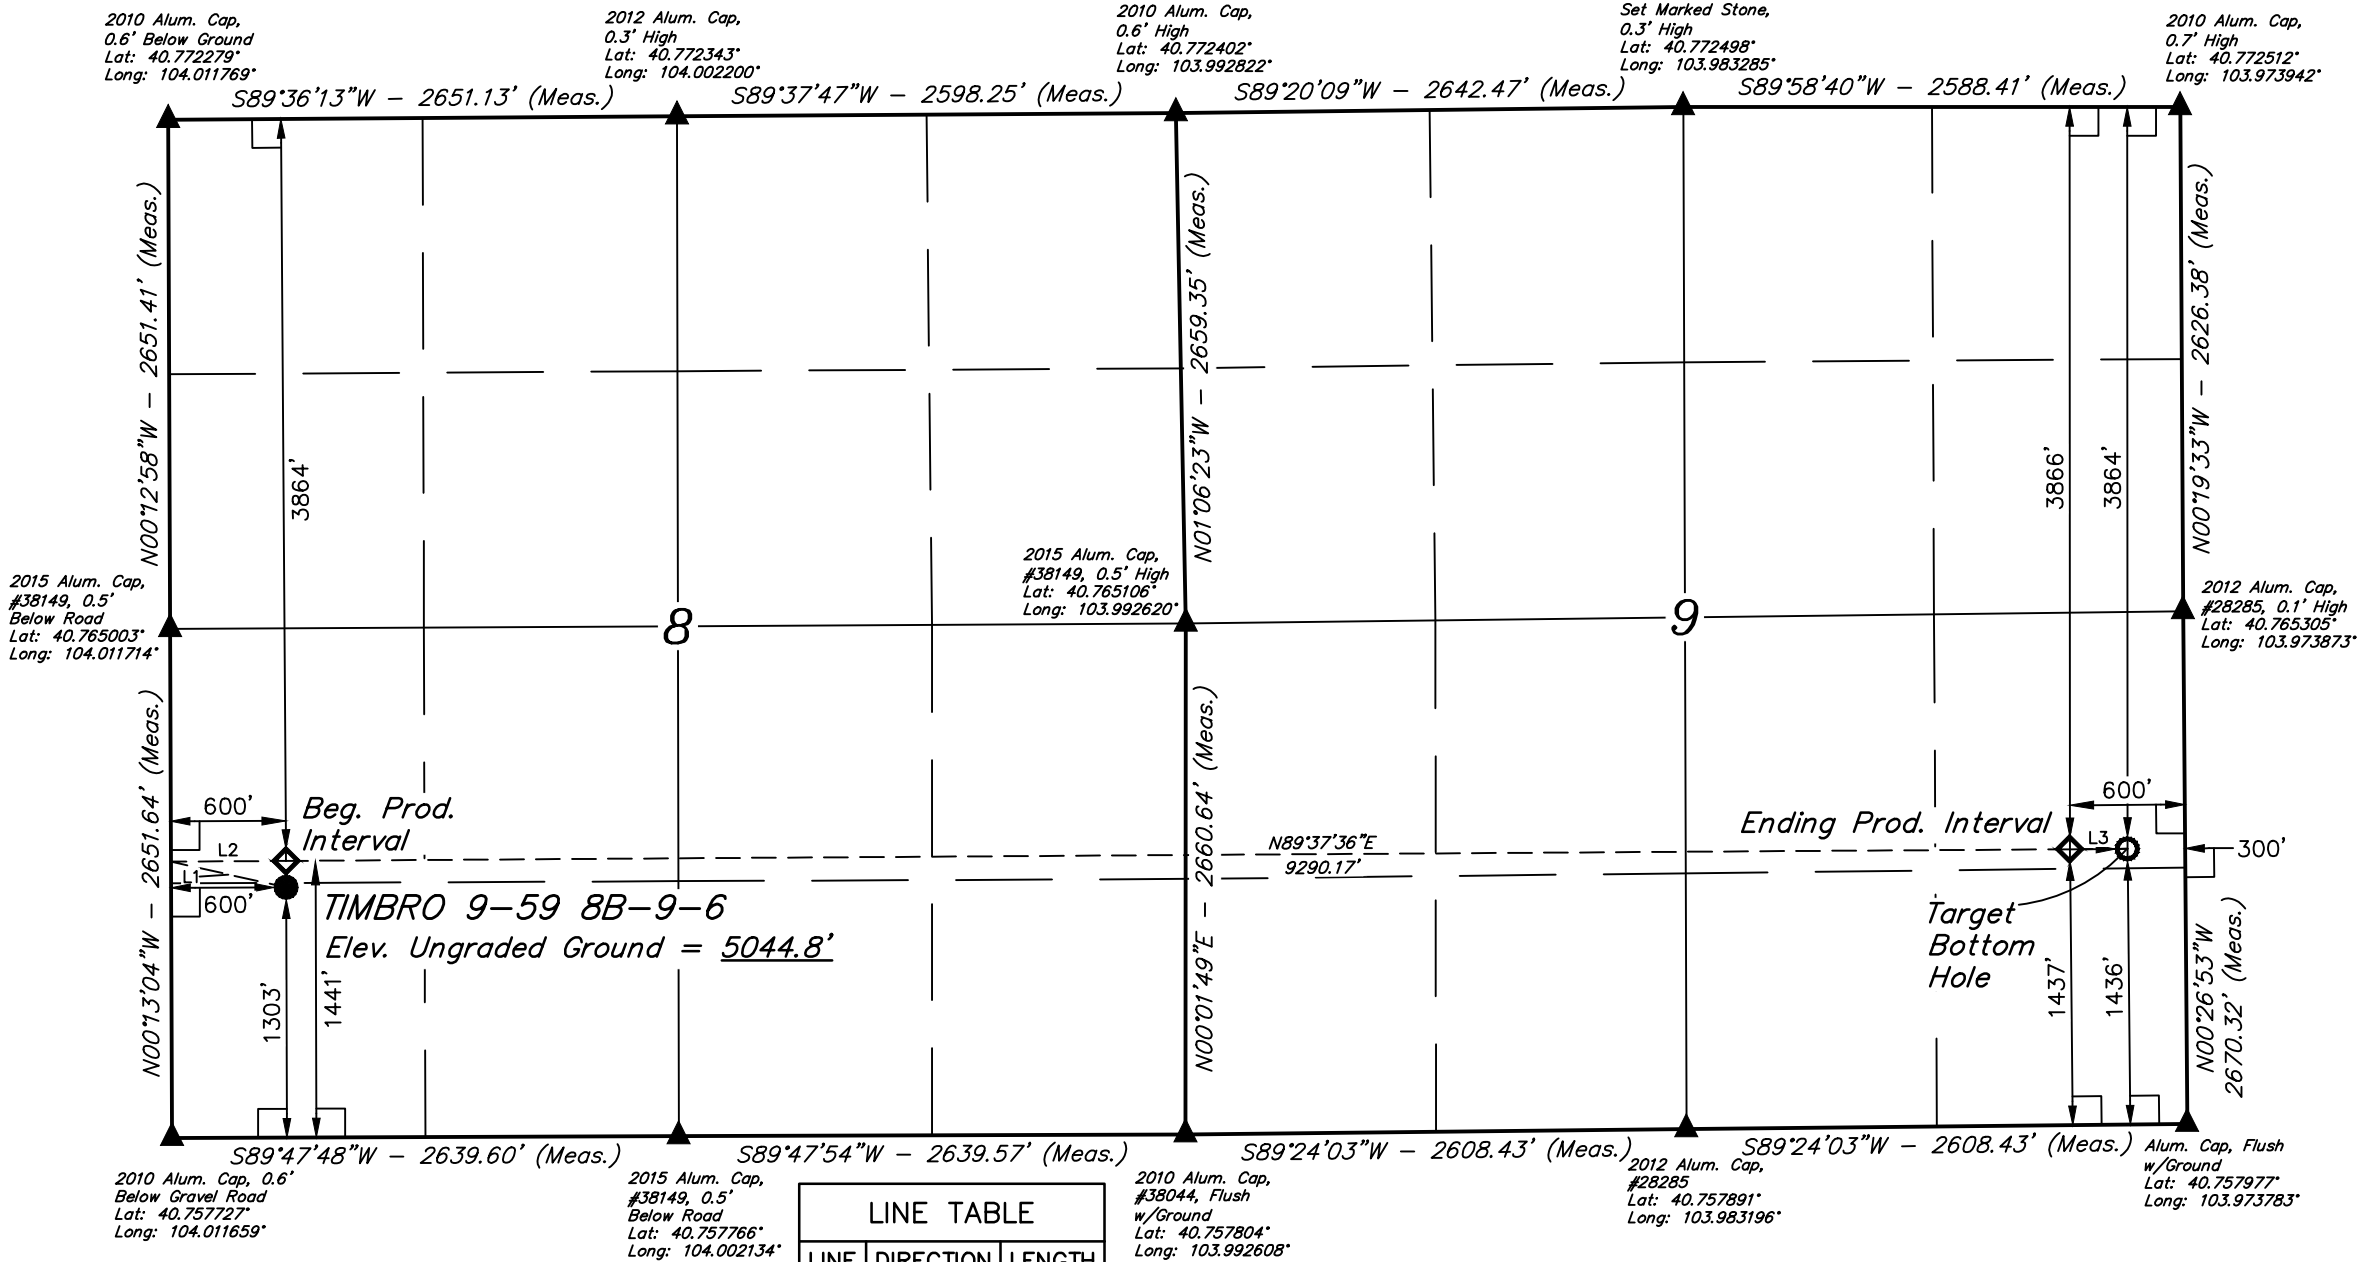 2010 Alum. Cap,
0.6' Below Ground
Lat: 40.772279°
Long: 104.011769°
2012 Alum. Cap,
0.3' High
Lat: 40.772343°
Long: 104.002200°
2010 Alum. Cap,
0.6' High
Lat: 40.772402°
Long: 103.992822°
Set Marked Stone,
0.3' High
Lat: 40.772498°
Long: 103.983285°
2010 Alum. Cap,
0.7' High
Lat: 40.772512°
Long: 103.973942°
S89°36'13"W - 2651.13' (Meas.)
S89°37'47"W - 2598.25' (Meas.)
S89°20'09"W - 2642.47' (Meas.)
S89°58'40"W - 2588.41' (Meas.)
N00°12'58"W - 2651.41' (Meas.)
3864'
N01°06'23"W - 2659.35' (Meas.)
3866'
3864'
N00°19'33"W - 2626.38' (Meas.)
2015 Alum. Cap,
#38149, 0.5'
Below Road
Lat: 40.765003°
Long: 104.011714°
8
2015 Alum. Cap,
#38149, 0.5' High
Lat: 40.765106°
Long: 103.992620°
9
2012 Alum. Cap,
#28285, 0.1' High
Lat: 40.765305°
Long: 103.973873°
N00°13'04"W - 2651.64' (Meas.)
600'
Beg. Prod.
Interval
L2
L1
600'
TIMBRO 9-59 8B-9-6
Elev. Ungraded Ground = 5044.8'
1303'
1441'
N00°01'49"E - 2660.64' (Meas.)
N89°37'36"E
9290.17'
Ending Prod. Interval
600'
L3
300'
Target
Bottom
Hole
1437'
1436'
N00°26'53"W
2670.32' (Meas.)
S89°47'48"W - 2639.60' (Meas.)
S89°47'54"W - 2639.57' (Meas.)
S89°24'03"W - 2608.43' (Meas.)
S89°24'03"W - 2608.43' (Meas.)
2010 Alum. Cap, 0.6'
Below Gravel Road
Lat: 40.757727°
Long: 104.011659°
2015 Alum. Cap,
#38149, 0.5'
Below Road
Lat: 40.757766°
Long: 104.002134°
LINE TABLE
LINE DIRECTION LENGTH
2010 Alum. Cap,
#38044, Flush
w/Ground
Lat: 40.757804°
Long: 103.992608°
2012 Alum. Cap,
#28285
Lat: 40.757891°
Long: 103.983196°
Alum. Cap, Flush
w/Ground
Lat: 40.757977°
Long: 103.973783°